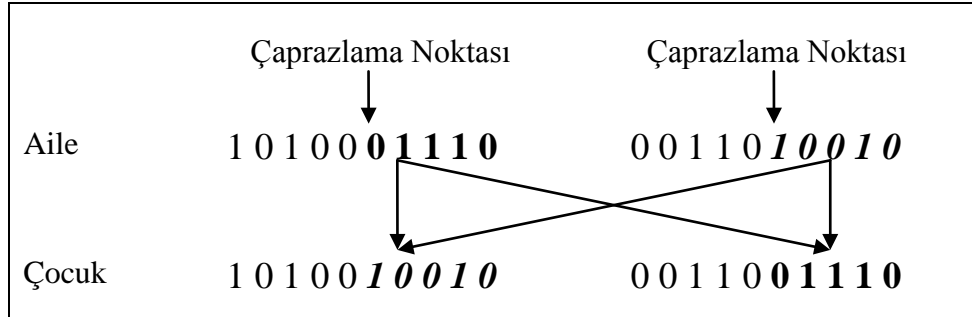 Çaprazlama Noktası Çaprazlama Noktası
Aile 1 0 1 0 0 0 1 1 1 0 0 0 1 1 0 1 0 0 1 0
Çocuk 1 0 1 0 0 1 0 0 1 0 0 0 1 1 0 0 1 1 1 0